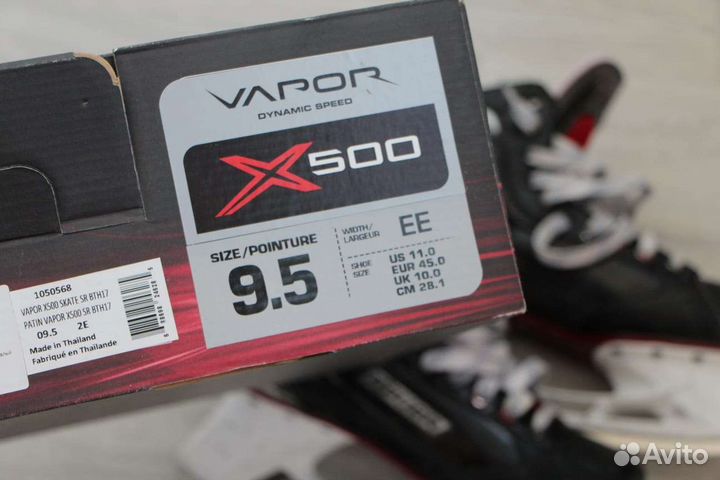 VAPOR
DYNAMIC SPEED
X500
SIZE/POINTURE
9.5
WIDTH/
LARGEUR
EE
SHOE
SIZE
US 11.0
EUR 45.0
UK 10.0
CM 28.1
1050568
VAPOR X500 SKATE SR BTH17
PATIN VAPOR X500 SR BTH17
09.5 2E
Made in Thailand
Fabriqué en Thaïlande
Avito